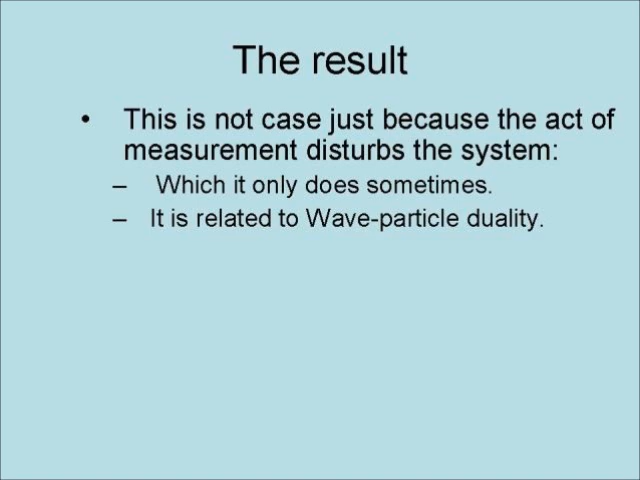 The result
• This is not case just because the act of
measurement disturbs the system:
– Which it only does sometimes.
– It is related to Wave-particle duality.